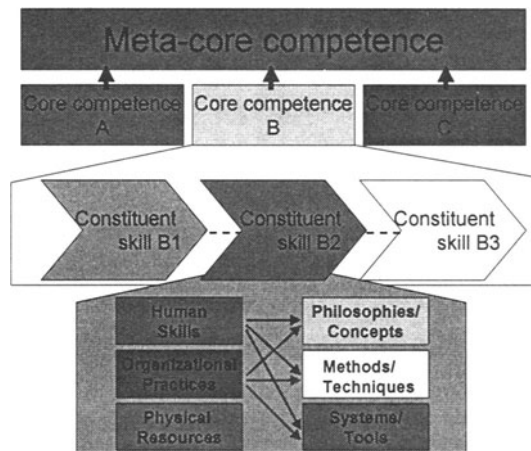 Meta-core competence
Core competence
A
Core competence
B
Core competence
C
Constituent
skill B1
Constituent
skill B2
Constituent
skill B3
Human
Skills
Philosophies/
Concepts
Organizational
Practices
Methods/
Techniques
Physical
Resources
Systems/
Tools